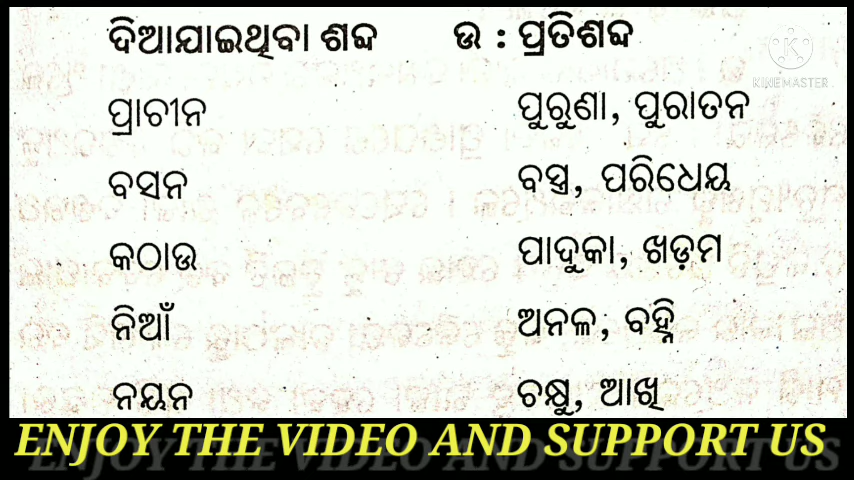 ଦିଆଯାଇଥିବା ଶବ୍ଦ ଉ : ପ୍ରତିଶବ୍ଦ
KINEMASTER
ପ୍ରାଚୀନ ପୁରୁଣା, ପୁରାତନ
ବସନ ବସ୍ତ୍ର, ପରିଧେୟ
କଠାଉ ପାଦୁକା, ଖଡ଼ମ
ନିଆଁ ଅନଳ, ବହ୍ନି
ନୟନ ଚକ୍ଷୁ, ଆଖି
ENJOY THE VIDEO AND SUPPORT US